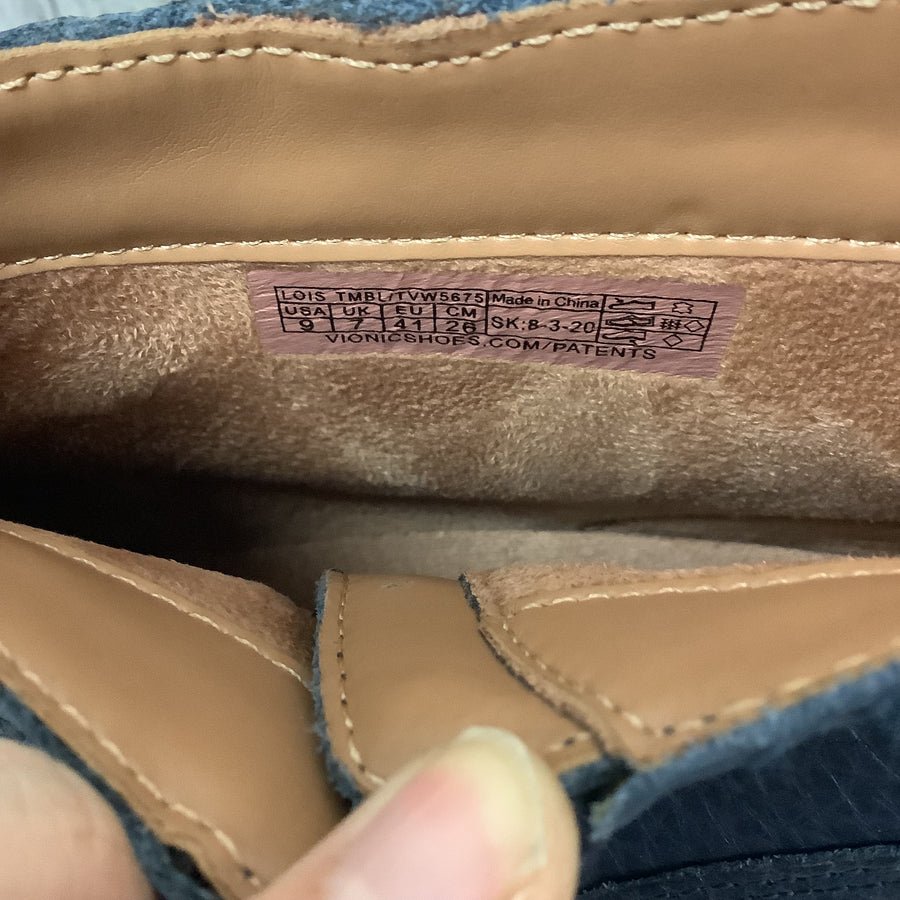 LOIS TMBL/TVW5675 Made in China
USA UK EU CM
9 7 41 26 SK:8-3-20
VIONICSHOES.COM/PATENTS